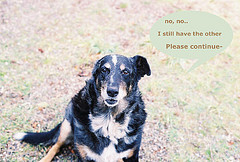 no, no..
I still have the other
Please continue-